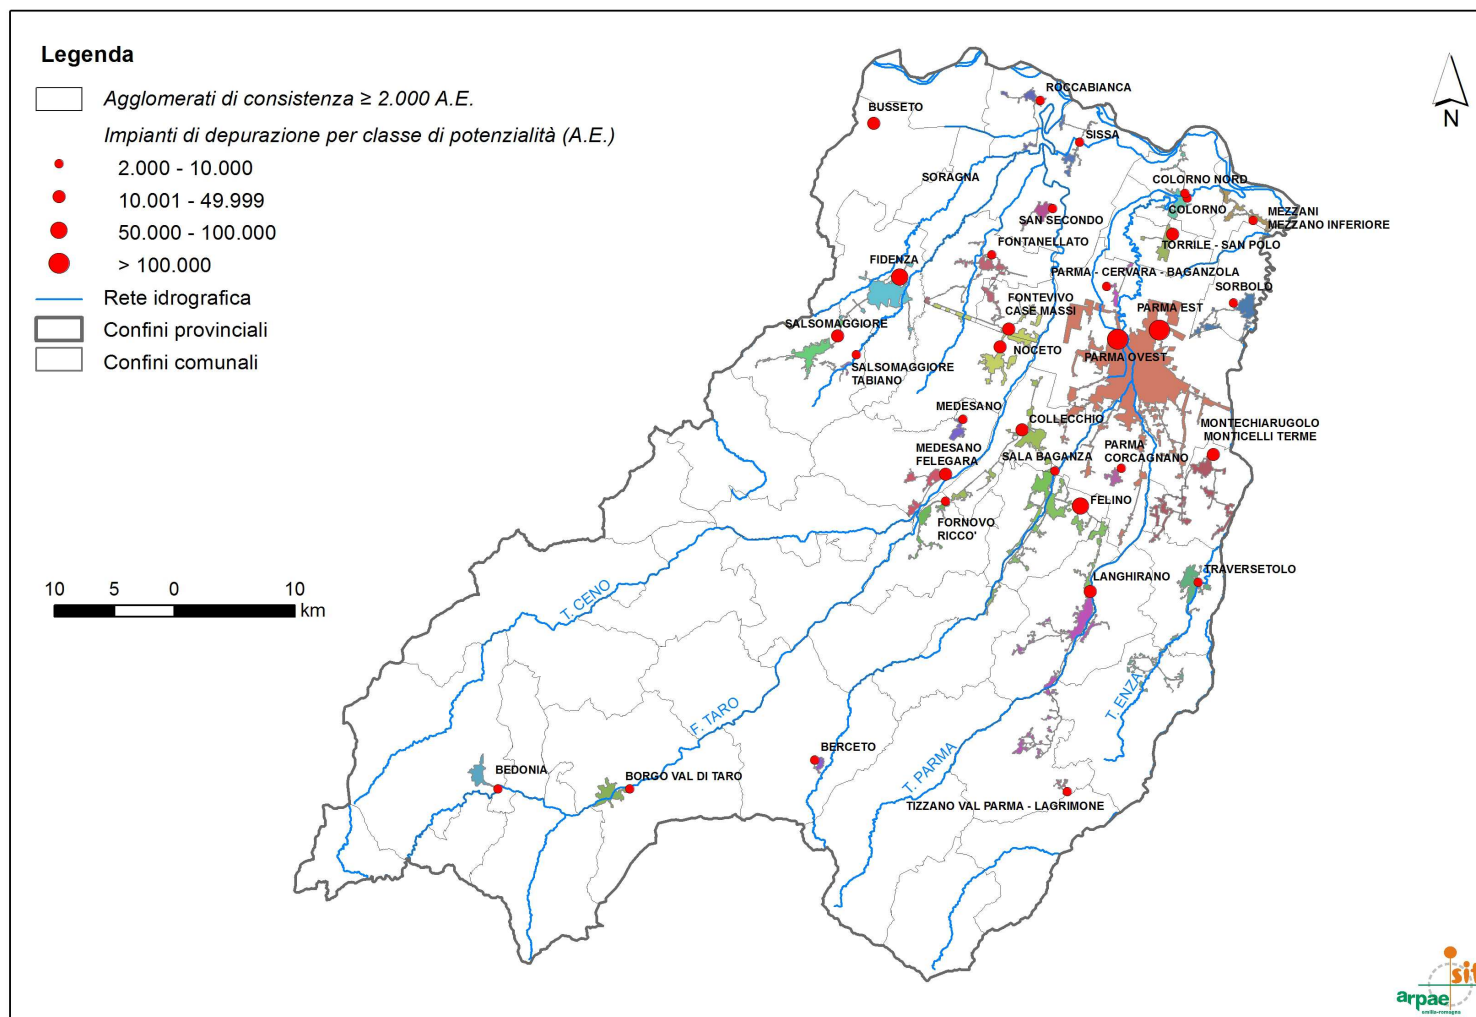 Legenda
Agglomerati di consistenza ≥ 2.000 A.E.
Impianti di depurazione per classe di potenzialità (A.E.)
2.000 - 10.000
10.001 - 49.999
50.000 - 100.000
> 100.000
Rete idrografica
Confini provinciali
Confini comunali
N
10 5 0 10
km
ROCCABIANCA
BUSSETO
SISSA
SORAGNA
COLORNO NORD
COLORNO
MEZZANI
MEZZANO INFERIORE
SAN SECONDO
TORRILE - SAN POLO
FONTANELLATO
FIDENZA
PARMA - CERVARA - BAGANZOLA
SORBOLO
FONTEVIVO
CASE MASSI
PARMA EST
SALSOMAGGIORE
NOCETO
PARMA OVEST
SALSOMAGGIORE
TABIANO
MEDESANO
COLLECCHIO
MONTECHIARUGOLO
MONTICELLI TERME
MEDESANO
FELEGARA
SALA BAGANZA
PARMA
CORCAGNANO
FELINO
FORNOVO
RICCO'
LANGHIRANO
TRAVERSETOLO
T. CENO
F. TARO
T. PARMA
T. ENZA
BERCETO
BEDONIA
BORGO VAL DI TARO
TIZZANO VAL PARMA - LAGRIMONE
sit
arpae
emilia-romagna